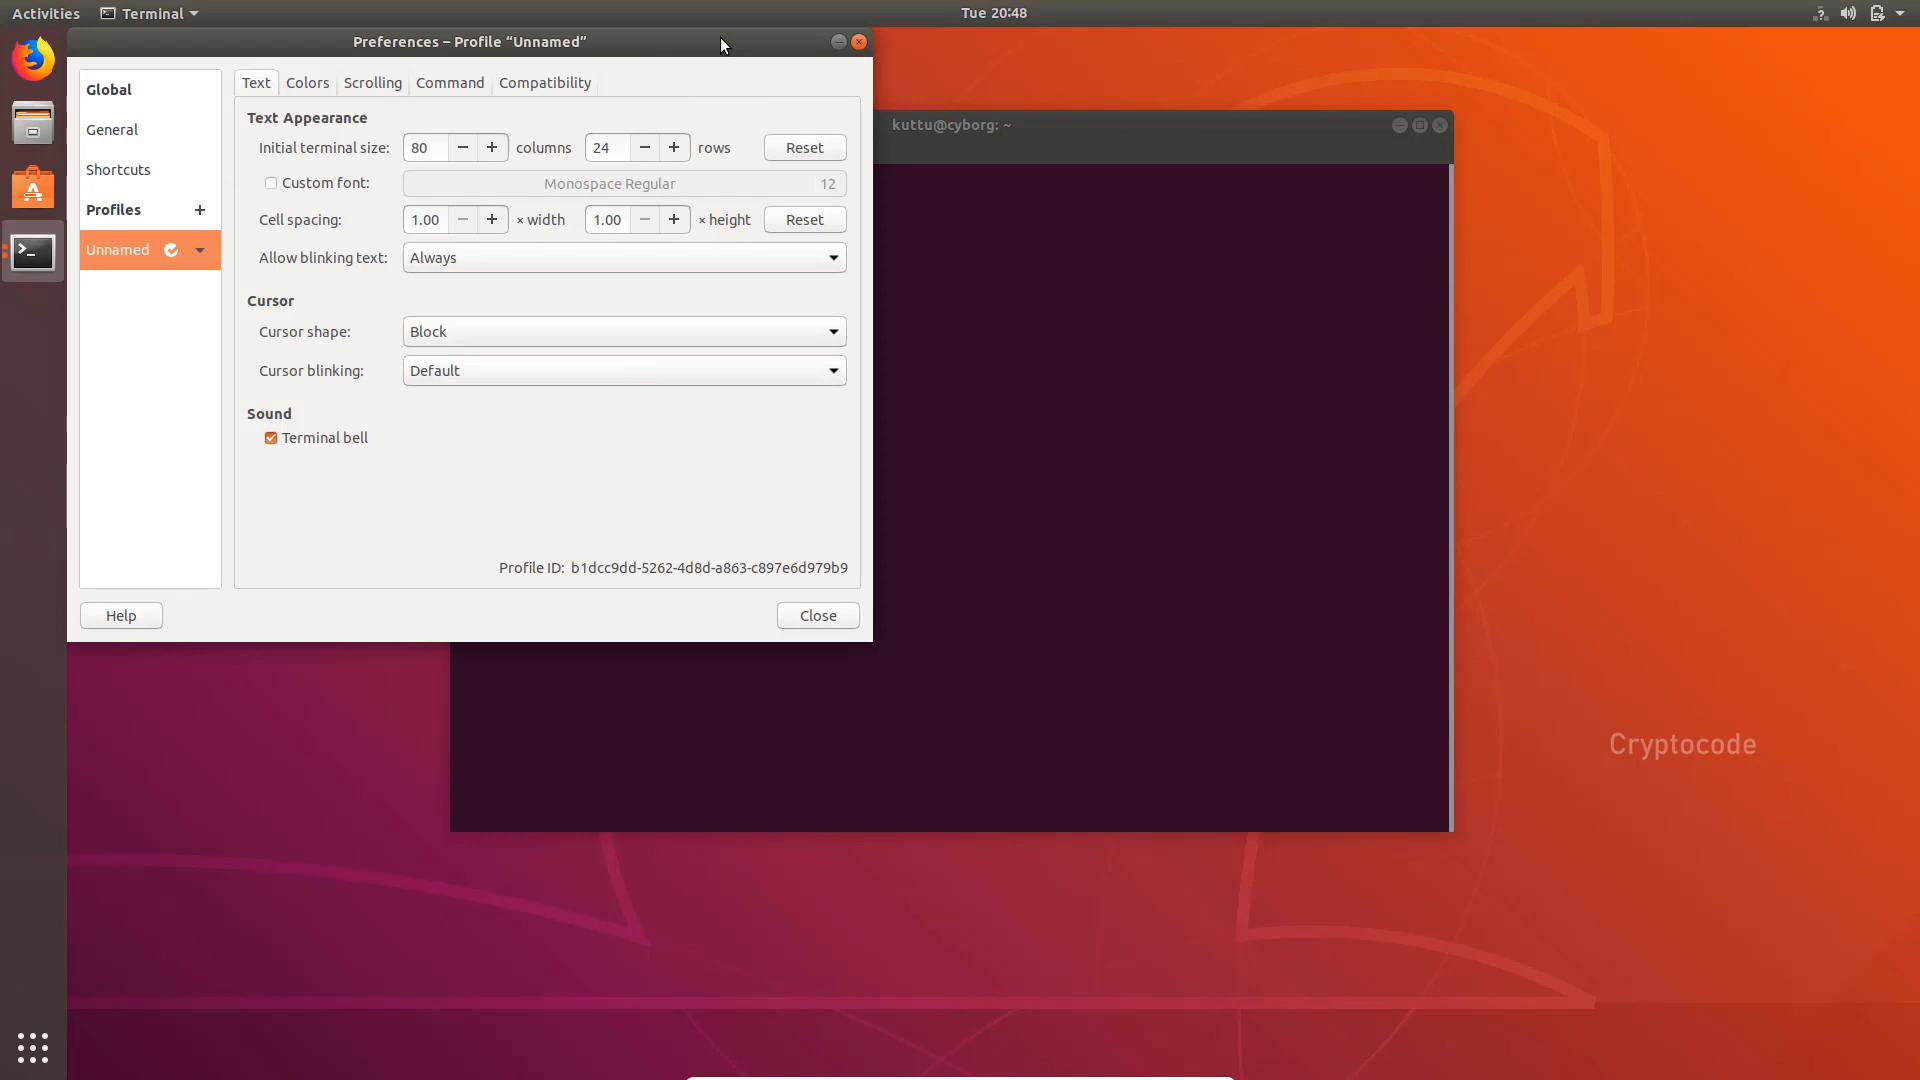 Activities Terminal Tue 20:48
Preferences – Profile “Unnamed”
Global
General
Shortcuts
Profiles
Unnamed
Text Colors Scrolling Command Compatibility
Text Appearance
Initial terminal size: 80 − + columns 24 − + rows Reset
Custom font: Monospace Regular 12
Cell spacing: 1.00 − + × width 1.00 − + × height Reset
Allow blinking text: Always
Cursor
Cursor shape: Block
Cursor blinking: Default
Sound
Terminal bell
Profile ID: b1dcc9dd-5262-4d8d-a863-c897e6d979b9
Help Close
kuttu@cyborg: ~
Cryptocode